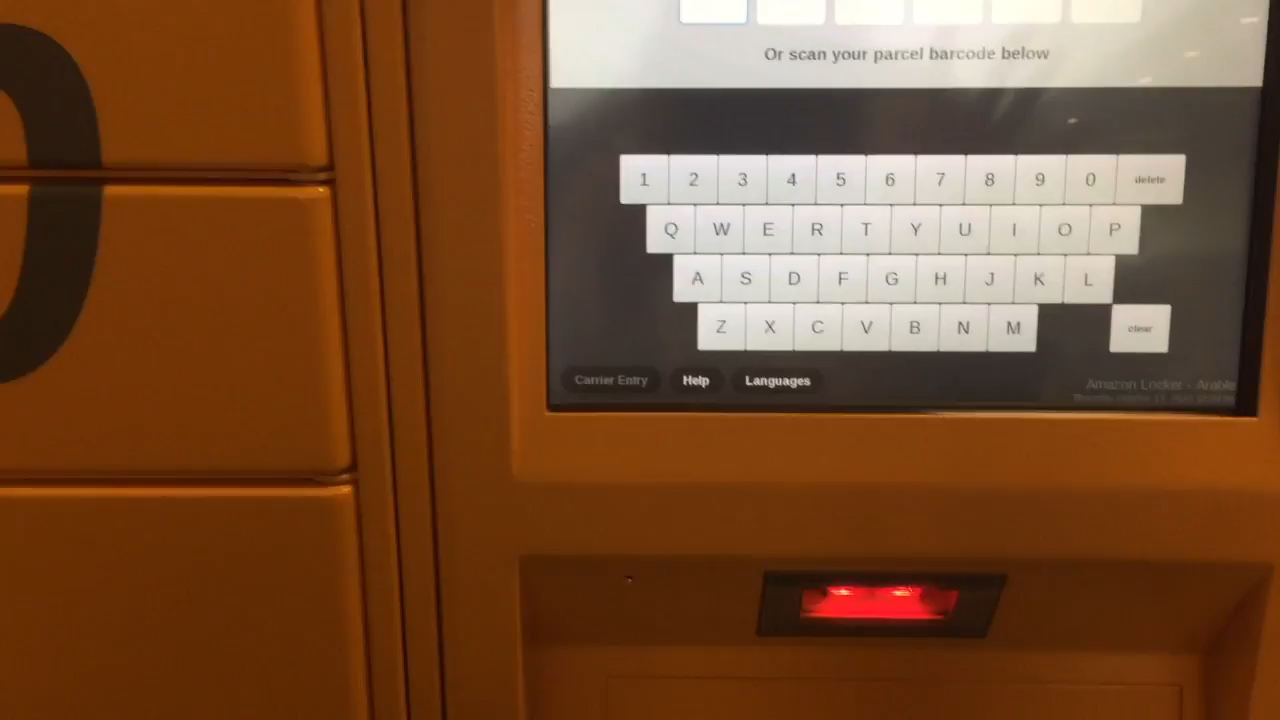 Or scan your parcel barcode below
1 2 3 4 5 6 7 8 9 0 delete
Q W E R T Y U I O P
A S D F G H J K L
Z X C V B N M clear
Carrier Entry Help Languages
Amazon Locker - Arable